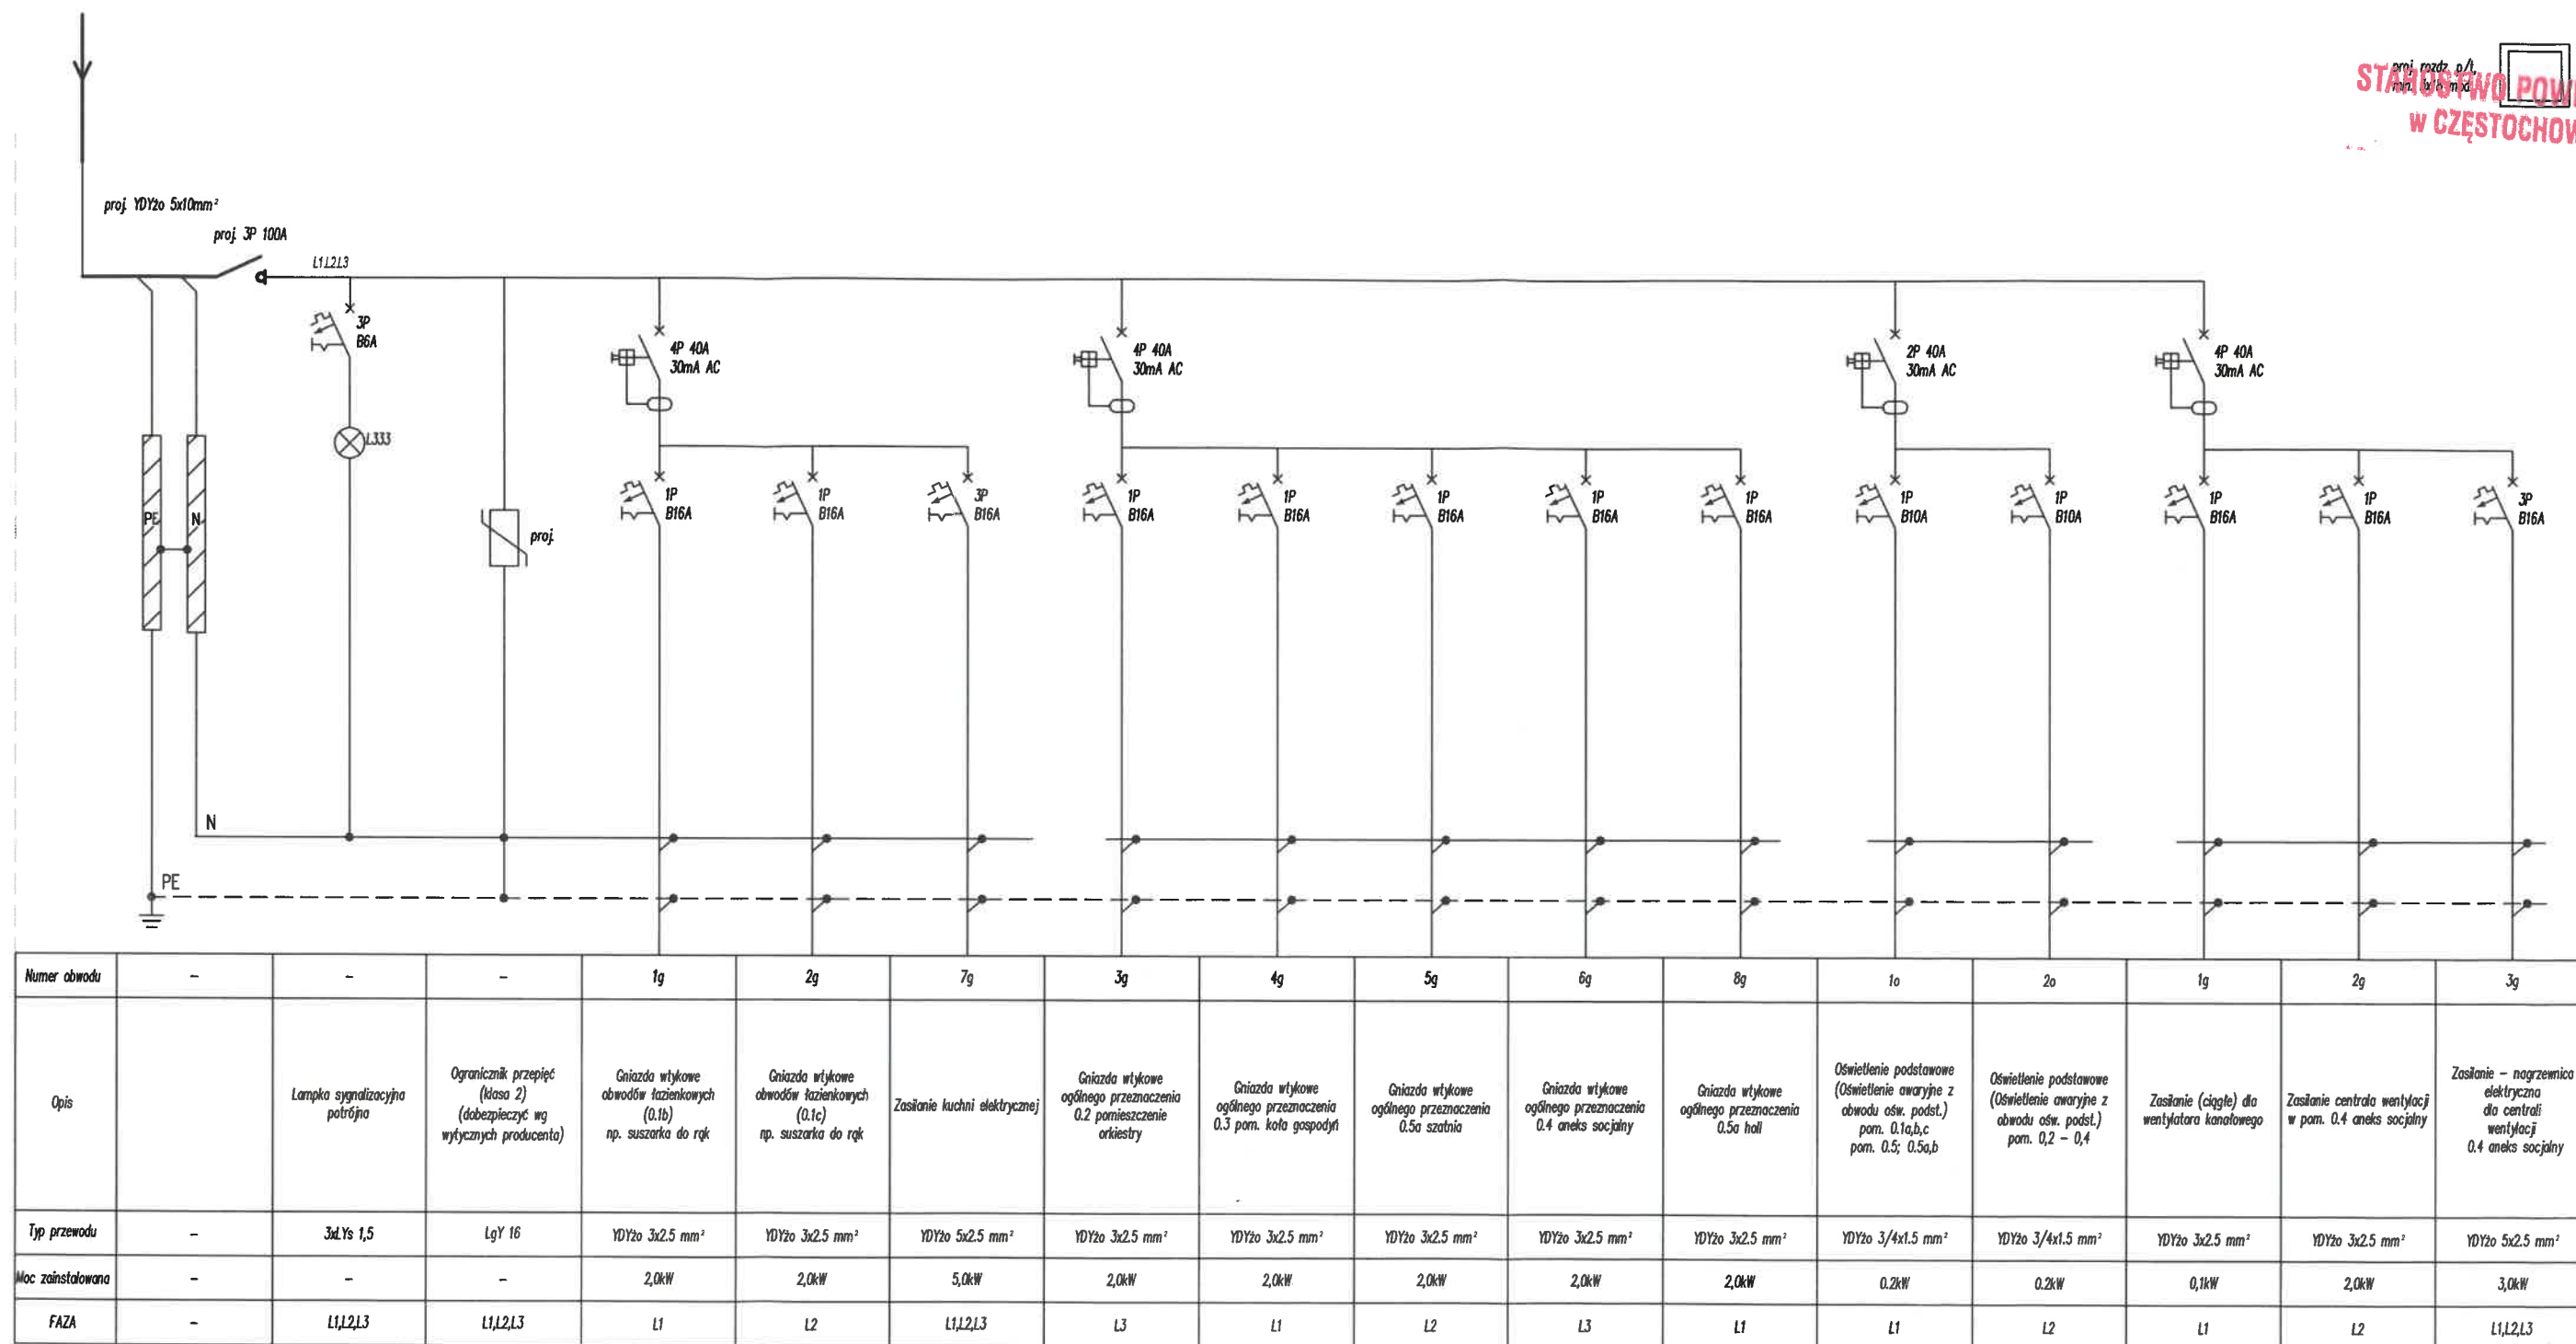 proj. rozdz. p/t.
STAROSTWO POW
w CZĘSTOCHOW
proj. YDYżo 5x10mm²
proj. 3P 100A
L1L2L3
3P
B6A
L333
proj.
4P 40A
30mA AC
4P 40A
30mA AC
2P 40A
30mA AC
4P 40A
30mA AC
1P
B16A
1P
B16A
3P
B16A
1P
B16A
1P
B16A
1P
B16A
1P
B16A
1P
B16A
1P
B10A
1P
B10A
1P
B16A
1P
B16A
3P
B16A
PE
N
N
PE
Numer obwodu - - - 1g 2g 7g 3g 4g 5g 6g 8g 1o 2o 1g 2g 3g
Opis
Lampka sygnalizacyjna
potrójna
Ogranicznik przepięć
(klasa 2)
(dobezpieczyć wg
wytycznych producenta)
Gniazda wtykowe
obwodów łazienkowych
(0.1b)
np. suszarka do rąk
Gniazda wtykowe
obwodów łazienkowych
(0.1c)
np. suszarka do rąk
Zasilanie kuchni elektrycznej
Gniazda wtykowe
ogólnego przeznaczenia
0.2 pomieszczenie
orkiestry
Gniazda wtykowe
ogólnego przeznaczenia
0.3 pom. koła gospodyń
Gniazda wtykowe
ogólnego przeznaczenia
0.5a szatnia
Gniazda wtykowe
ogólnego przeznaczenia
0.4 aneks socjalny
Gniazda wtykowe
ogólnego przeznaczenia
0.5a holl
Oświetlenie podstawowe
(Oświetlenie awaryjne z
obwodu ośw. podst.)
pom. 0.1a,b,c
pom. 0.5; 0.5a,b
Oświetlenie podstawowe
(Oświetlenie awaryjne z
obwodu ośw. podst.)
pom. 0,2 - 0,4
Zasilanie (ciągłe) dla
wentylatora kanałowego
Zasilanie centrala wentylacji
w pom. 0.4 aneks socjalny
Zasilanie - nagrzewnica
elektryczna
dla centrali
wentylacji
0.4 aneks socjalny
Typ przewodu - 3xLYs 1,5 LgY 16 YDYżo 3x2.5 mm² YDYżo 3x2.5 mm² YDYżo 5x2.5 mm² YDYżo 3x2.5 mm² YDYżo 3x2.5 mm² YDYżo 3x2.5 mm² YDYżo 3x2.5 mm² YDYżo 3x2.5 mm² YDYżo 3/4x1.5 mm² YDYżo 3/4x1.5 mm² YDYżo 3x2.5 mm² YDYżo 3x2.5 mm² YDYżo 5x2.5 mm²
Moc zainstalowana - - - 2,0kW 2,0kW 5,0kW 2,0kW 2,0kW 2,0kW 2,0kW 2,0kW 0.2kW 0.2kW 0,1kW 2,0kW 3,0kW
FAZA - L1,L2,L3 L1,L2,L3 L1 L2 L1,L2,L3 L3 L1 L2 L3 L1 L1 L2 L1 L2 L1,L2,L3